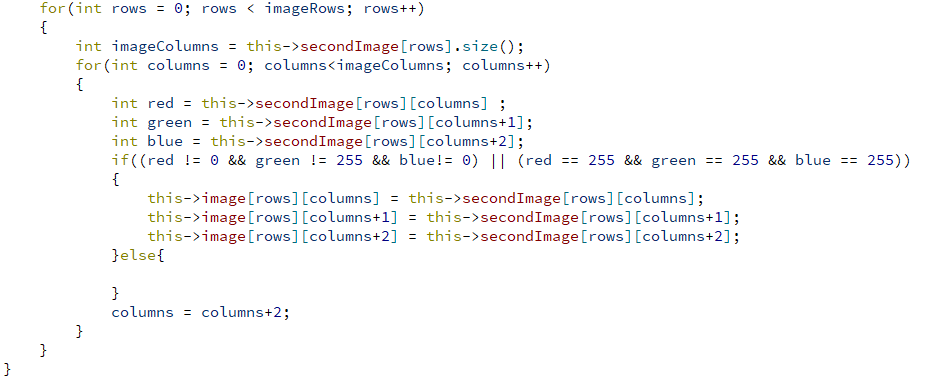 for(int rows = 0; rows < imageRows; rows++)
{
int imageColumns = this->secondImage[rows].size();
for(int columns = 0; columns<imageColumns; columns++)
{
int red = this->secondImage[rows][columns] ;
int green = this->secondImage[rows][columns+1];
int blue = this->secondImage[rows][columns+2];
if((red != 0 && green != 255 && blue!= 0) || (red == 255 && green == 255 && blue == 255))
{
this->image[rows][columns] = this->secondImage[rows][columns];
this->image[rows][columns+1] = this->secondImage[rows][columns+1];
this->image[rows][columns+2] = this->secondImage[rows][columns+2];
}else{
}
columns = columns+2;
}
}
}